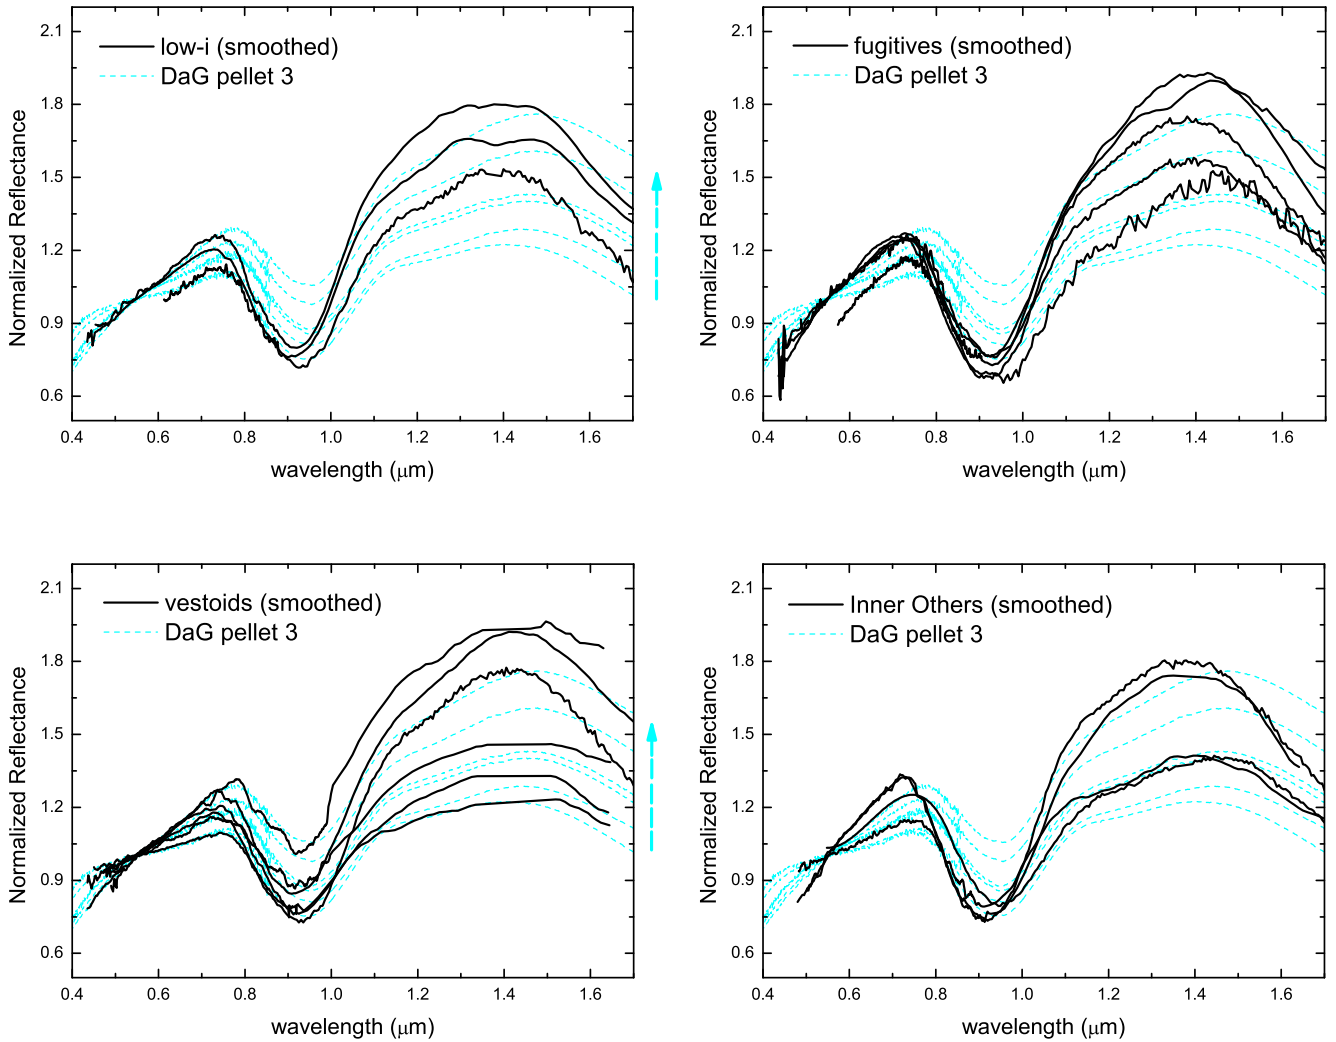 low-i (smoothed)
DaG pellet 3
Normalized Reflectance
2.1
1.8
1.5
1.2
0.9
0.6
0.4 0.6 0.8 1.0 1.2 1.4 1.6
wavelength (μm)
fugitives (smoothed)
DaG pellet 3
Normalized Reflectance
2.1
1.8
1.5
1.2
0.9
0.6
0.4 0.6 0.8 1.0 1.2 1.4 1.6
wavelength (μm)
vestoids (smoothed)
DaG pellet 3
Normalized Reflectance
2.1
1.8
1.5
1.2
0.9
0.6
0.4 0.6 0.8 1.0 1.2 1.4 1.6
wavelength (μm)
Inner Others (smoothed)
DaG pellet 3
Normalized Reflectance
2.1
1.8
1.5
1.2
0.9
0.6
0.4 0.6 0.8 1.0 1.2 1.4 1.6
wavelength (μm)